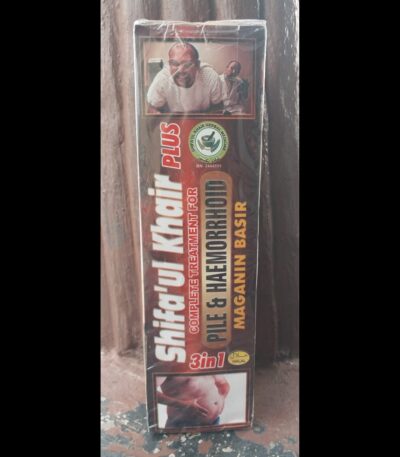 Shifa'ul Khair PLUS
COMPLETE TREATMENT FOR
PILE & HAEMORRHOID
MAGANIN BASIR
3in1